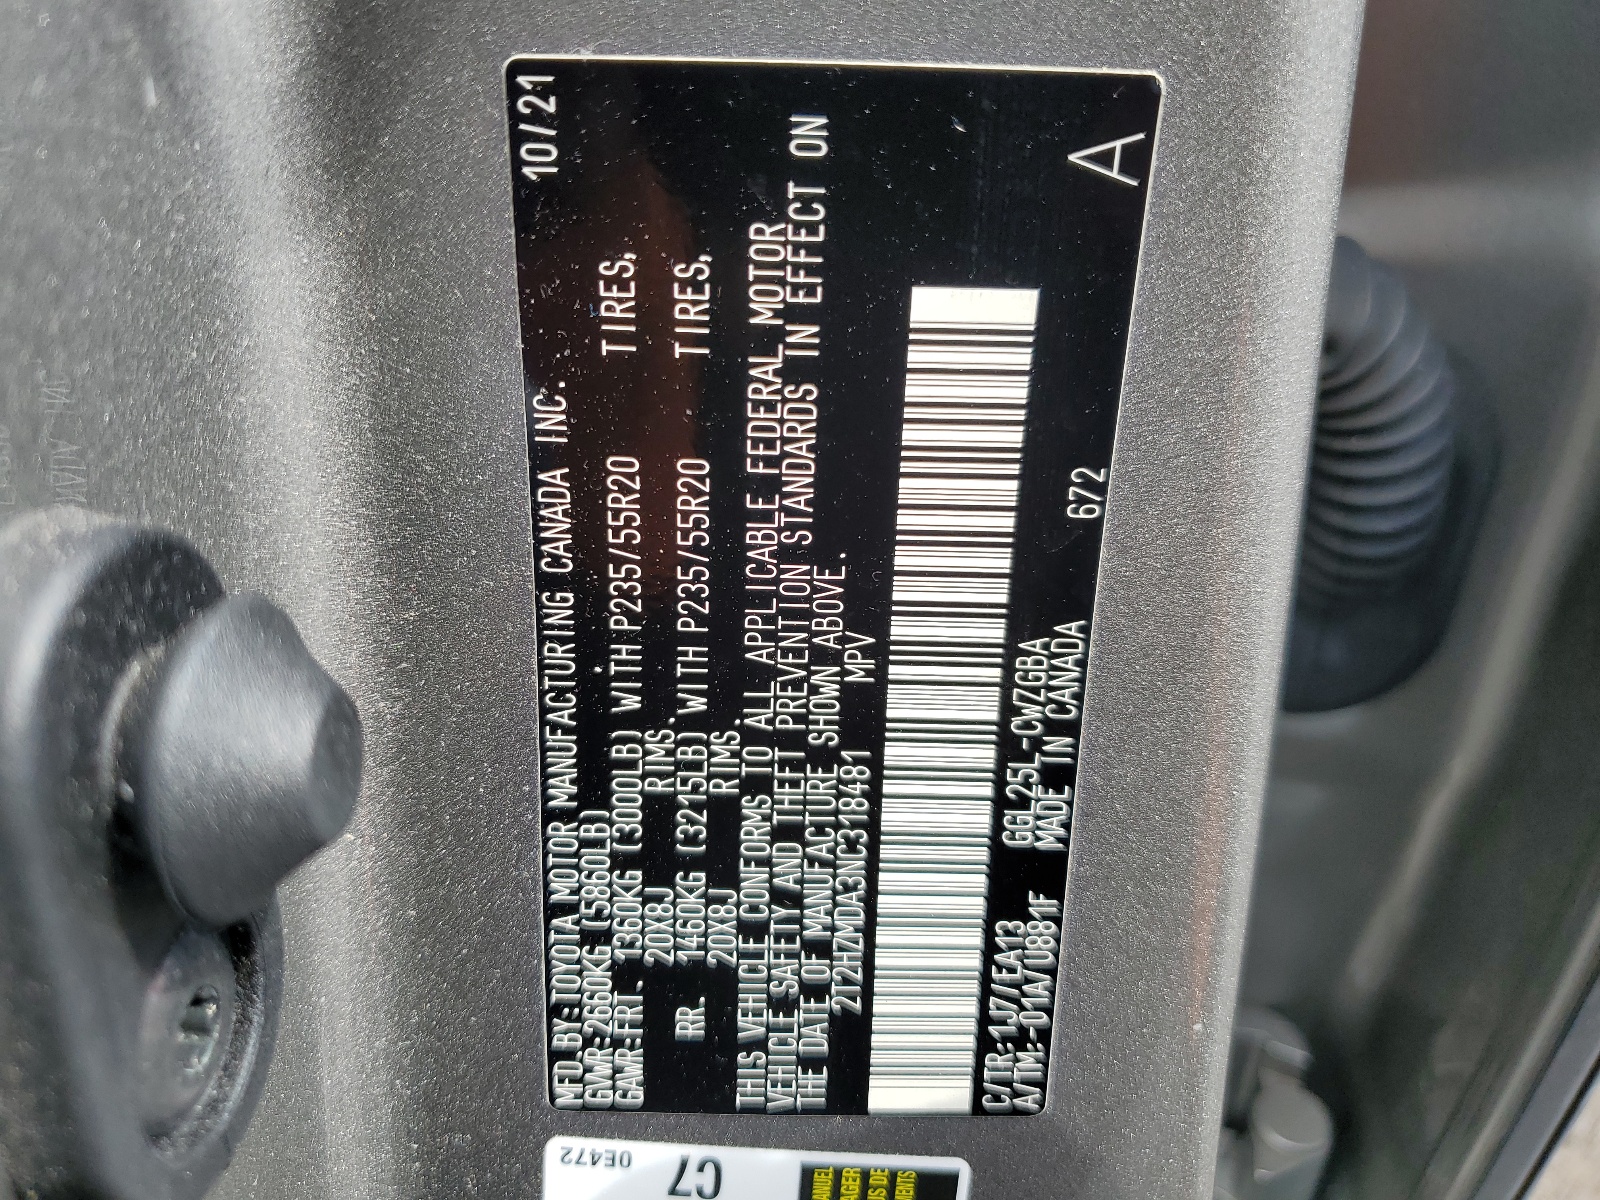 MFD. BY: TOYOTA MOTOR MANUFACTURING CANADA INC. 10/21
GVWR: 2660KG (5860LB)
GAWR: FRT. 1360KG (3000LB) WITH P235/55R20 TIRES,
20X8J RIMS.
RR. 1460KG (3215LB) WITH P235/55R20 TIRES,
20X8J RIMS.
THIS VEHICLE CONFORMS TO ALL APPLICABLE FEDERAL MOTOR
VEHICLE SAFETY AND THEFT PREVENTION STANDARDS IN EFFECT ON
THE DATE OF MANUFACTURE SHOWN ABOVE.
2T2HZMDA3NC318481 MPV
C/TR: 1J7/EA13 GGL25L-CWZGBA 672
A/TM: -01A/U881F MADE IN CANADA
A
0E472
C7